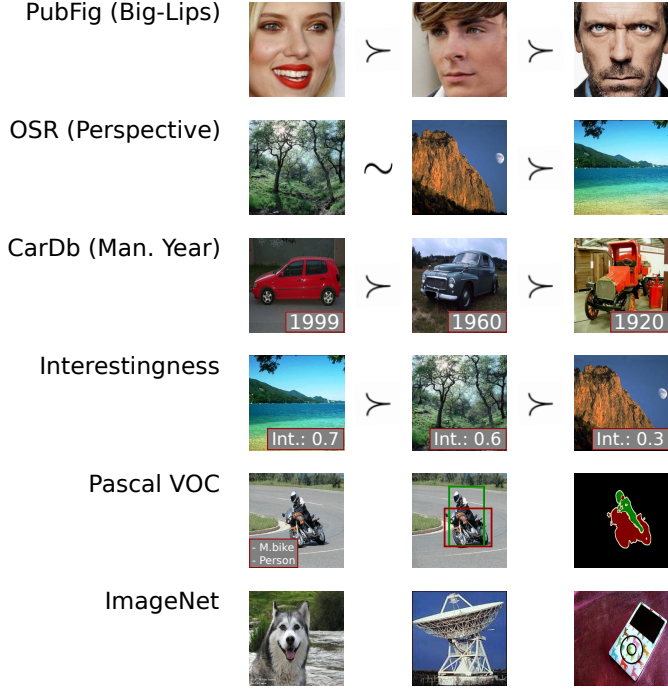 PubFig (Big-Lips)
≻ ≻
OSR (Perspective)
∼ ≻
CarDb (Man. Year)
1999 ≻ 1960 ≻ 1920
Interestingness
Int.: 0.7 ≻ Int.: 0.6 ≻ Int.: 0.3
Pascal VOC
- M.bike
- Person
ImageNet